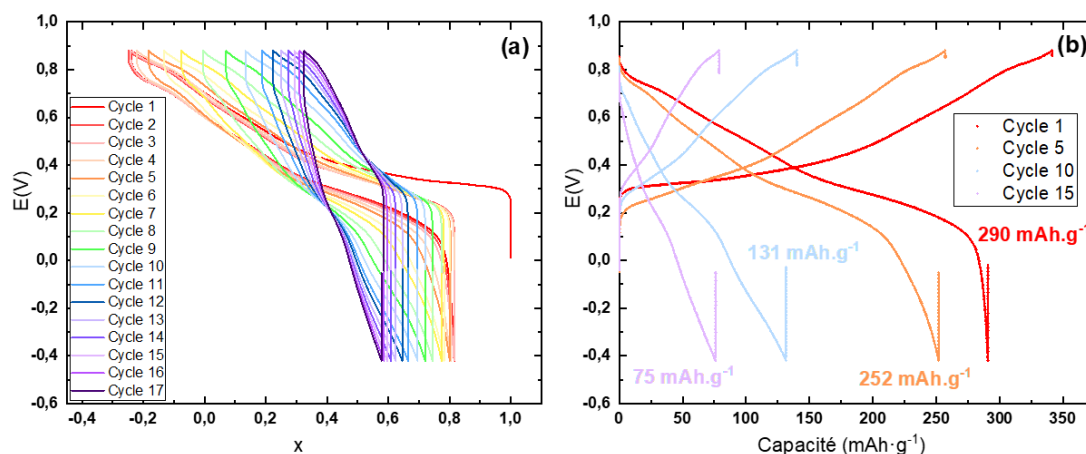 (a)
E(V)
1,0
0,8
0,6
0,4
0,2
0,0
-0,2
-0,4
-0,6
Cycle 1
Cycle 2
Cycle 3
Cycle 4
Cycle 5
Cycle 6
Cycle 7
Cycle 8
Cycle 9
Cycle 10
Cycle 11
Cycle 12
Cycle 13
Cycle 14
Cycle 15
Cycle 16
Cycle 17
-0,4 -0,2 0,0 0,2 0,4 0,6 0,8 1,0
x
(b)
E(V)
1,0
0,8
0,6
0,4
0,2
0,0
-0,2
-0,4
-0,6
Cycle 1
Cycle 5
Cycle 10
Cycle 15
290 mAh.g⁻¹
131 mAh.g⁻¹
75 mAh.g⁻¹
252 mAh.g⁻¹
0 50 100 150 200 250 300 350
Capacité (mAh·g⁻¹)